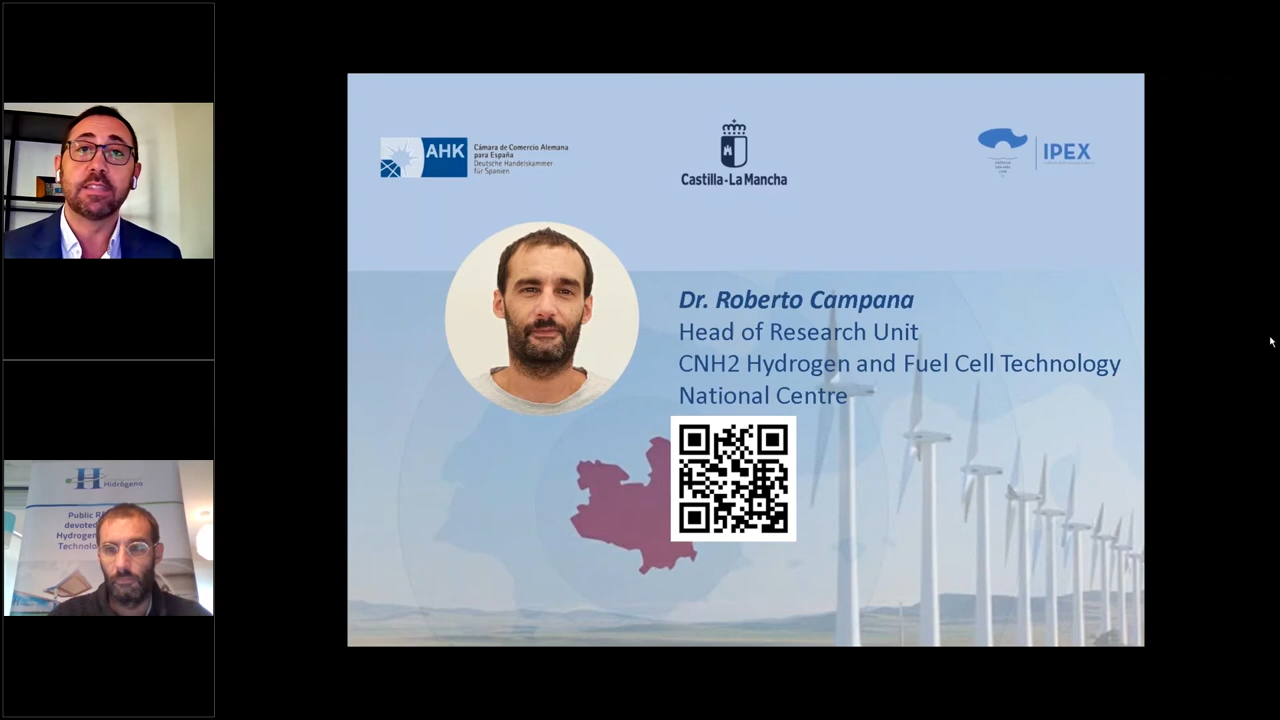 AHK
Cámara de Comercio Alemana
para España
Deutsche Handelskammer
für Spanien
Castilla-La Mancha
IPEX
Dr. Roberto Campana
Head of Research Unit
CNH2 Hydrogen and Fuel Cell Technology
National Centre
H
Hidrógeno
Public
devoted
Hydrogen